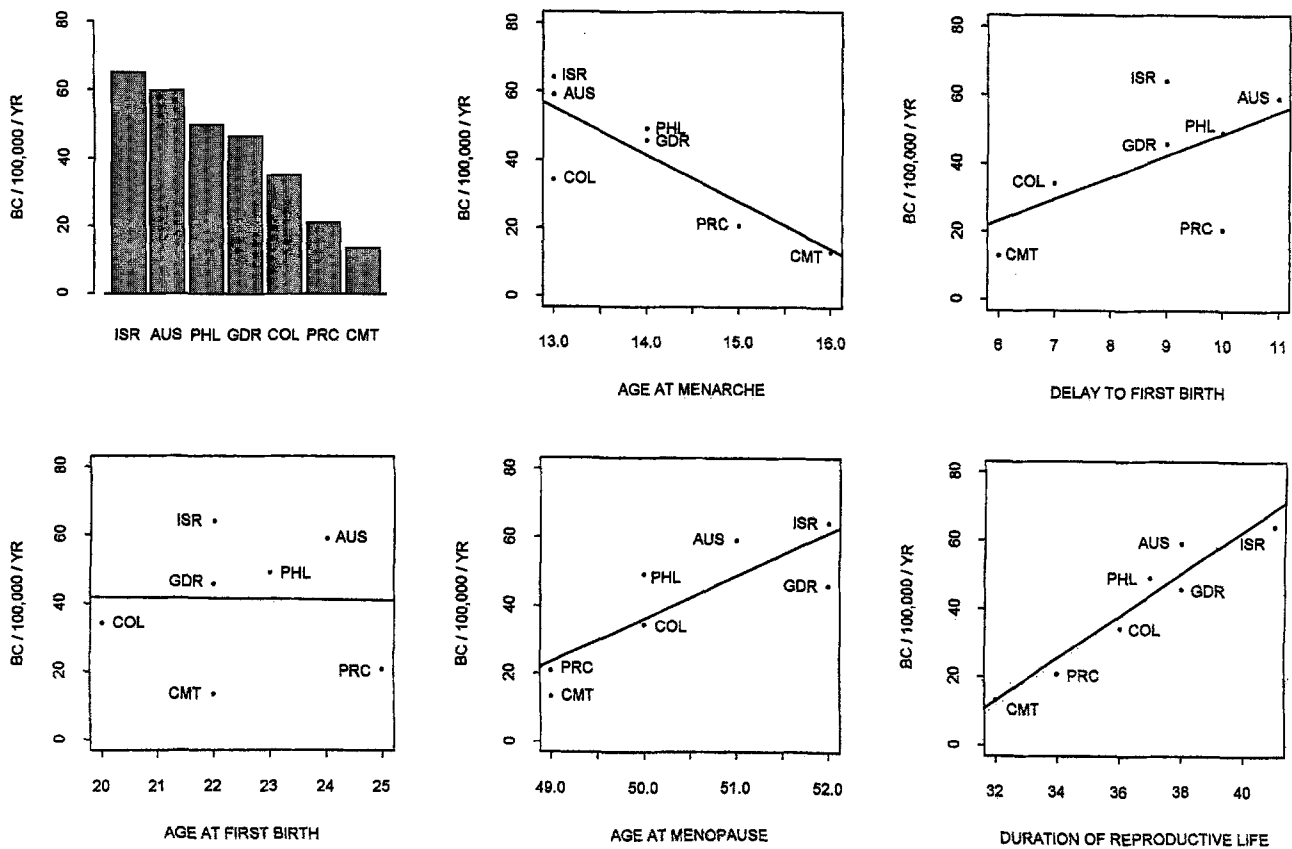 BC / 100,000 / YR
80
60
40
20
0
ISR AUS PHL GDR COL PRC CMT
BC / 100,000 / YR
80
60
40
20
0
ISR
AUS
PHL
GDR
COL
PRC
CMT
13.0 14.0 15.0 16.0
AGE AT MENARCHE
BC / 100,000 / YR
80
60
40
20
0
ISR
AUS
PHL
GDR
COL
PRC
CMT
6 7 8 9 10 11
DELAY TO FIRST BIRTH
BC / 100,000 / YR
80
60
40
20
0
ISR
AUS
GDR
PHL
COL
PRC
CMT
20 21 22 23 24 25
AGE AT FIRST BIRTH
BC / 100,000 / YR
80
60
40
20
0
ISR
AUS
PHL
GDR
COL
PRC
CMT
49.0 50.0 51.0 52.0
AGE AT MENOPAUSE
BC / 100,000 / YR
80
60
40
20
0
AUS
ISR
PHL
GDR
COL
PRC
CMT
32 34 36 38 40
DURATION OF REPRODUCTIVE LIFE